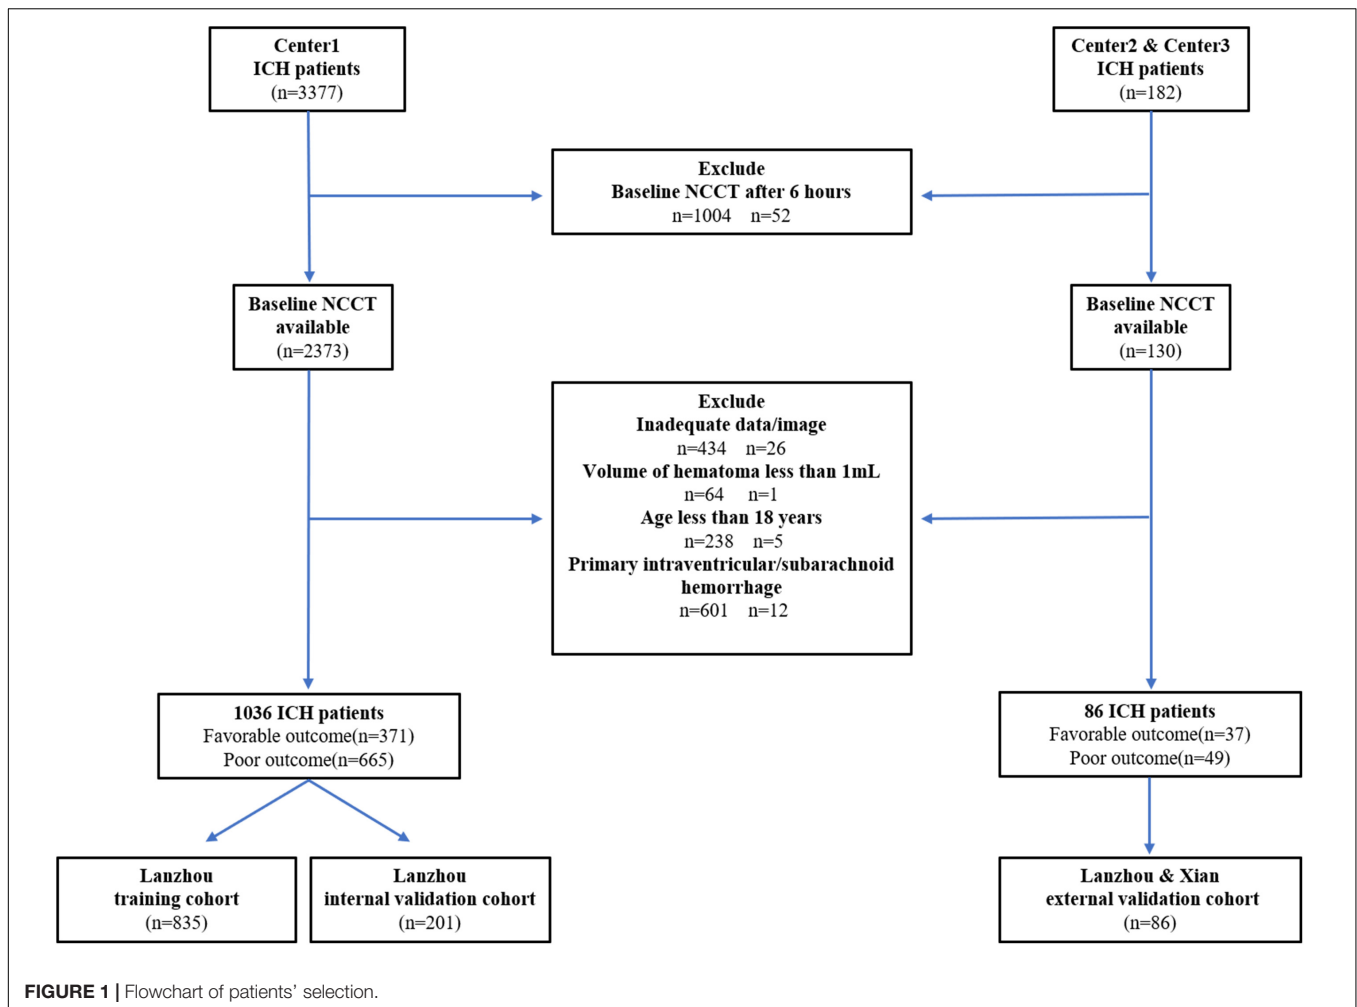 Center1
ICH patients
(n=3377)
Center2 & Center3
ICH patients
(n=182)
Exclude
Baseline NCCT after 6 hours
n=1004 n=52
Baseline NCCT
available
(n=2373)
Baseline NCCT
available
(n=130)
Exclude
Inadequate data/image
n=434 n=26
Volume of hematoma less than 1mL
n=64 n=1
Age less than 18 years
n=238 n=5
Primary intraventricular/subarachnoid
hemorrhage
n=601 n=12
1036 ICH patients
Favorable outcome(n=371)
Poor outcome(n=665)
86 ICH patients
Favorable outcome(n=37)
Poor outcome(n=49)
Lanzhou
training cohort
(n=835)
Lanzhou
internal validation cohort
(n=201)
Lanzhou & Xian
external validation cohort
(n=86)
FIGURE 1 | Flowchart of patients' selection.